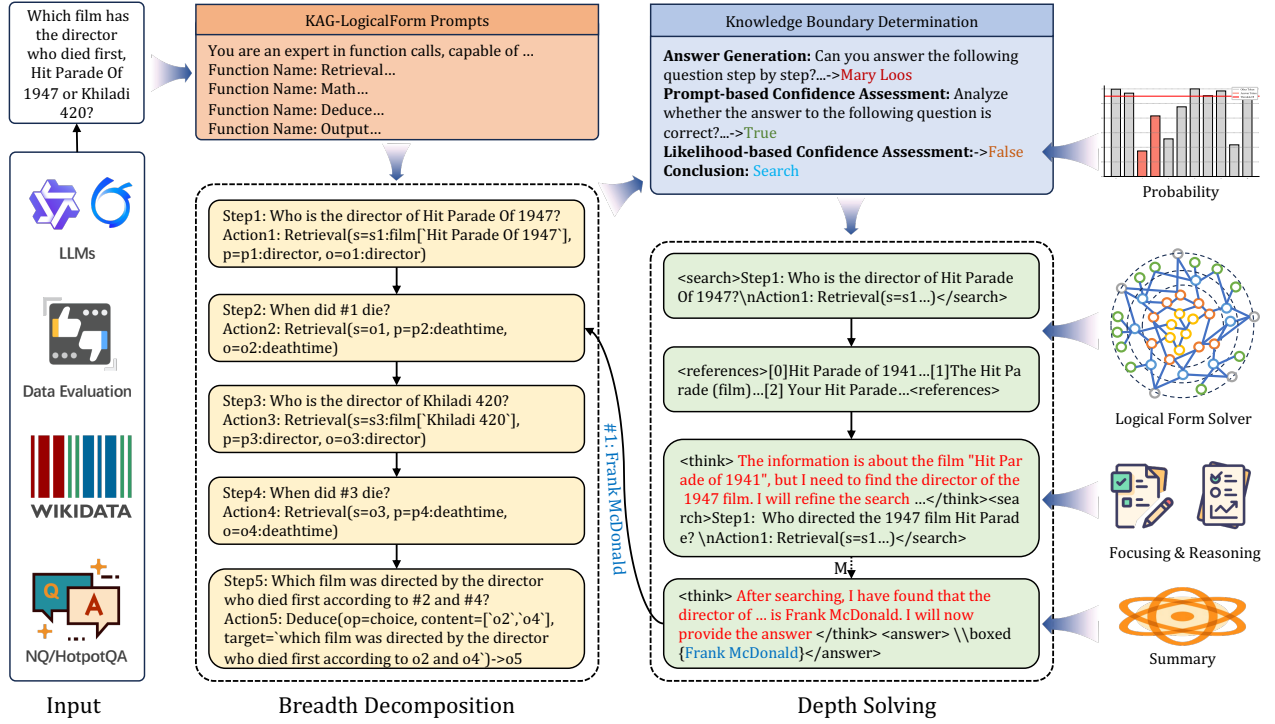 Which film has
the director
who died first,
Hit Parade Of
1947 or Khiladi
420?
LLMs
Data Evaluation
WIKIDATA
Q
A
NQ/HotpotQA
Input
KAG-LogicalForm Prompts
You are an expert in function calls, capable of …
Function Name: Retrieval…
Function Name: Math…
Function Name: Deduce…
Function Name: Output…
Step1: Who is the director of Hit Parade Of 1947?
Action1: Retrieval(s=s1:film[`Hit Parade Of 1947`],
p=p1:director, o=o1:director)
Step2: When did #1 die?
Action2: Retrieval(s=o1, p=p2:deathtime,
o=o2:deathtime)
Step3: Who is the director of Khiladi 420?
Action3: Retrieval(s=s3:film[`Khiladi 420`],
p=p3:director, o=o3:director)
Step4: When did #3 die?
Action4: Retrieval(s=o3, p=p4:deathtime,
o=o4:deathtime)
Step5: Which film was directed by the director
who died first according to #2 and #4?
Action5: Deduce(op=choice, content=[`o2`,`o4`],
target=`which film was directed by the director
who died first according to o2 and o4`)->o5
Breadth Decomposition
#1: Frank McDonald
Knowledge Boundary Determination
Answer Generation: Can you answer the following
question step by step?...->Mary Loos
Prompt-based Confidence Assessment: Analyze
whether the answer to the following question is
correct?...->True
Likelihood-based Confidence Assessment:->False
Conclusion: Search
<search>Step1: Who is the director of Hit Parade
Of 1947?\nAction1: Retrieval(s=s1…)</search>
<references>[0]Hit Parade of 1941…[1]The Hit Pa
rade (film)…[2] Your Hit Parade…<references>
<think> The information is about the film "Hit Par
ade of 1941", but I need to find the director of the
1947 film. I will refine the search …</think><sea
rch>Step1: Who directed the 1947 film Hit Parad
e? \nAction1: Retrieval(s=s1…)</search>
M
<think> After searching, I have found that the
director of … is Frank McDonald. I will now
provide the answer </think> <answer> \\boxed
{Frank McDonald}</answer>
Depth Solving
Probability
Logical Form Solver
Focusing & Reasoning
Summary